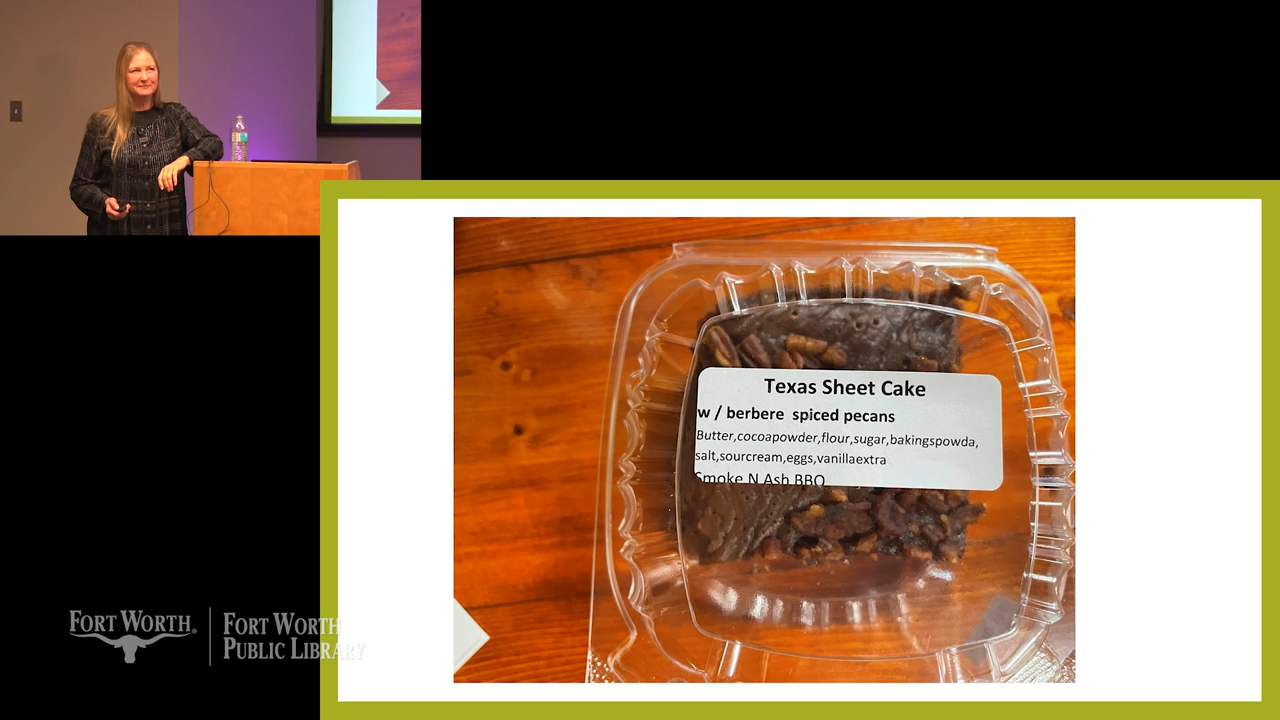 Texas Sheet Cake
w / berbere spiced pecans
Butter,cocoapowder,flour,sugar,bakingspowda,
salt,sourcream,eggs,vanillaextra
Smoke N Ash BBQ
FORT WORTH®
FORT WORTH
PUBLIC LIBRARY